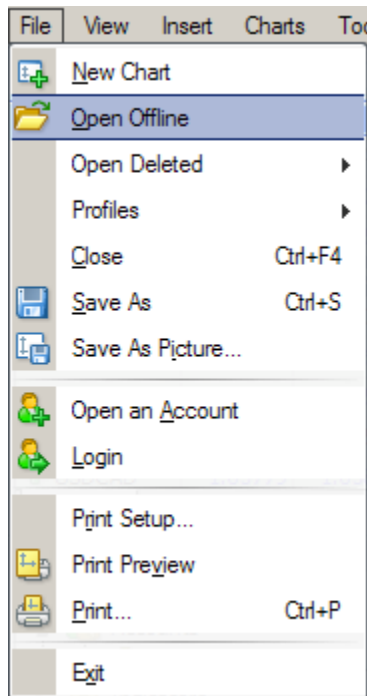 File View Insert Charts
New Chart
Open Offline
Open Deleted
Profiles
Close Ctrl+F4
Save As Ctrl+S
Save As Picture...
Open an Account
Login
Print Setup...
Print Preview
Print... Ctrl+P
Exit